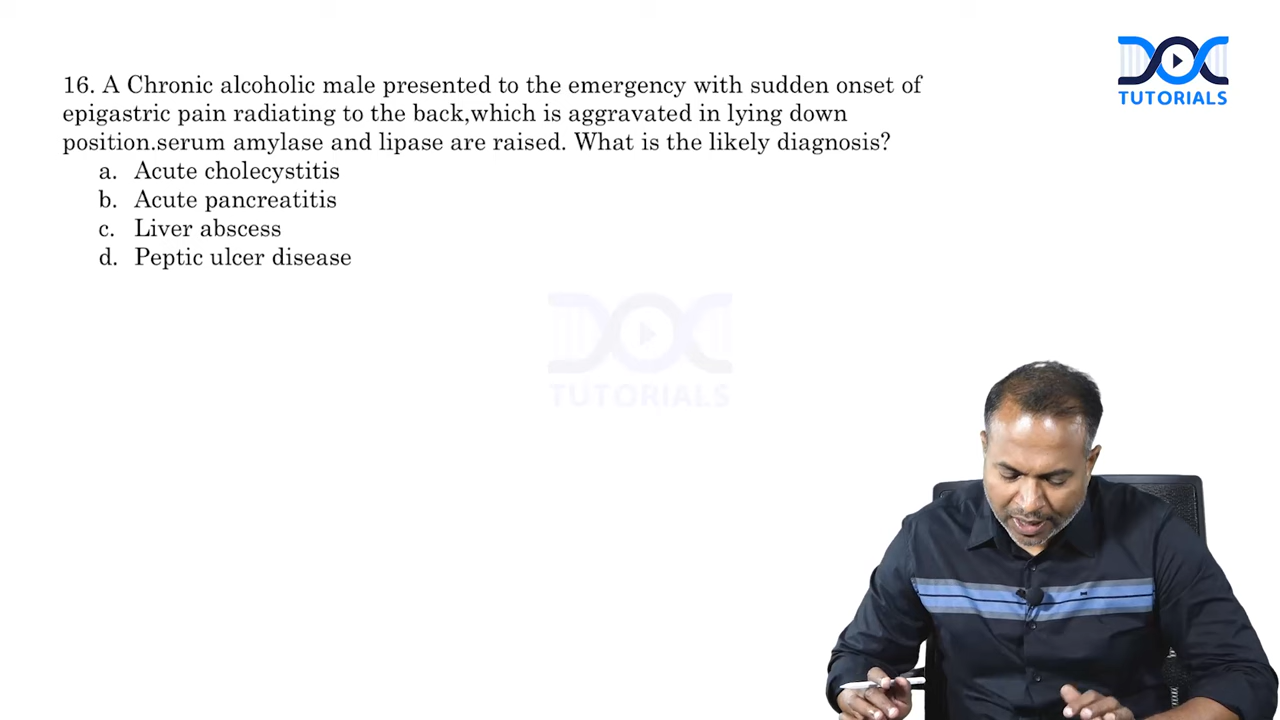 DOC
TUTORIALS
16. A Chronic alcoholic male presented to the emergency with sudden onset of
epigastric pain radiating to the back,which is aggravated in lying down
position.serum amylase and lipase are raised. What is the likely diagnosis?
a. Acute cholecystitis
b. Acute pancreatitis
c. Liver abscess
d. Peptic ulcer disease
DOC
TUTORIALS